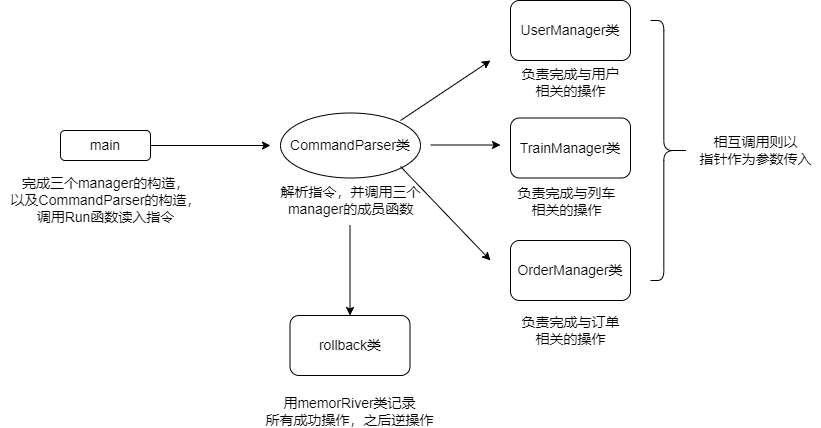 main
完成三个manager的构造，
以及CommandParser的构造，
调用Run函数读入指令
CommandParser类
解析指令，并调用三个
manager的成员函数
rollback类
用memorRiver类记录
所有成功操作，之后逆操作
UserManager类
负责完成与用户
相关的操作
TrainManager类
负责完成与列车
相关的操作
OrderManager类
负责完成与订单
相关的操作
相互调用则以
指针作为参数传入